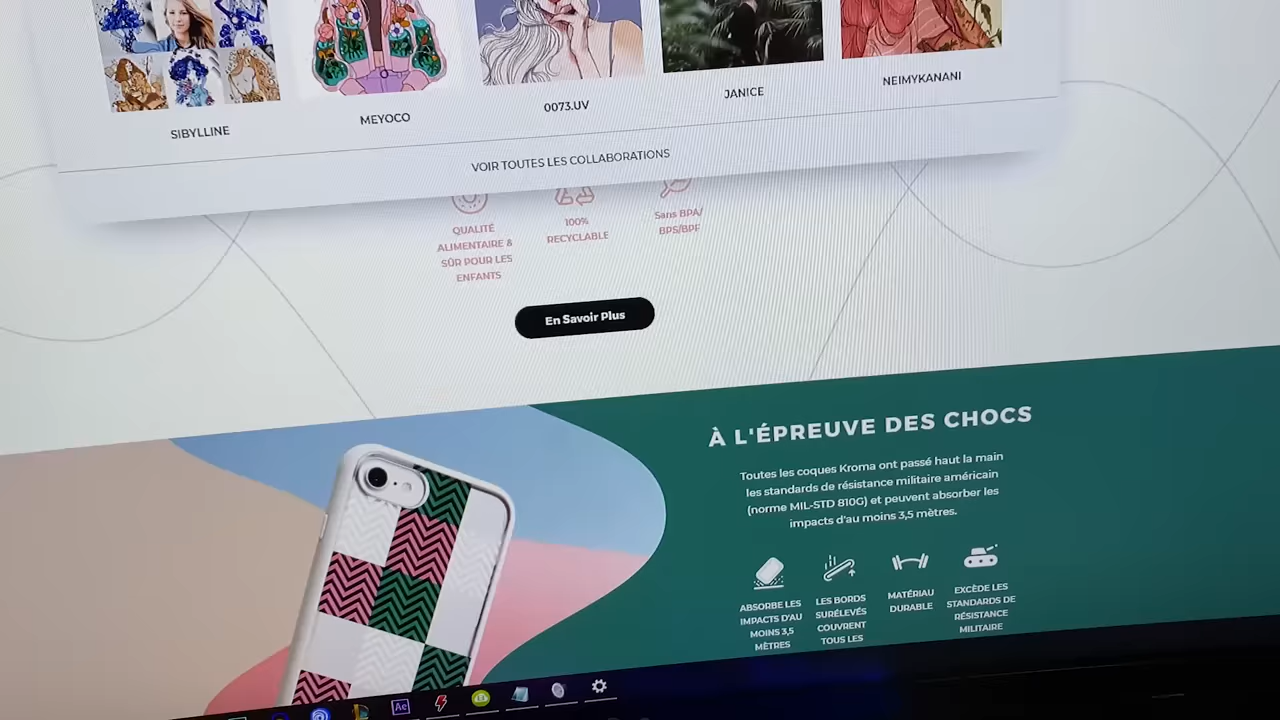 SIBYLLINE
MEYOCO
0073.UV
JANICE
NEIMYKANANI
VOIR TOUTES LES COLLABORATIONS
QUALITÉ
ALIMENTAIRE &
SÛR POUR LES
ENFANTS
100%
RECYCLABLE
Sans BPA/
BPS/BPF
En Savoir Plus
À L'ÉPREUVE DES CHOCS
Toutes les coques Kroma ont passé haut la main
les standards de résistance militaire américain
(norme MIL-STD 810G) et peuvent absorber les
impacts d'au moins 3,5 mètres.
ABSORBE LES
IMPACTS D'AU
MOINS 3,5
MÈTRES
LES BORDS
SURÉLEVÉS
COUVRENT
TOUS LES
MATÉRIAU
DURABLE
EXCÈDE LES
STANDARDS DE
RÉSISTANCE
MILITAIRE
Ae